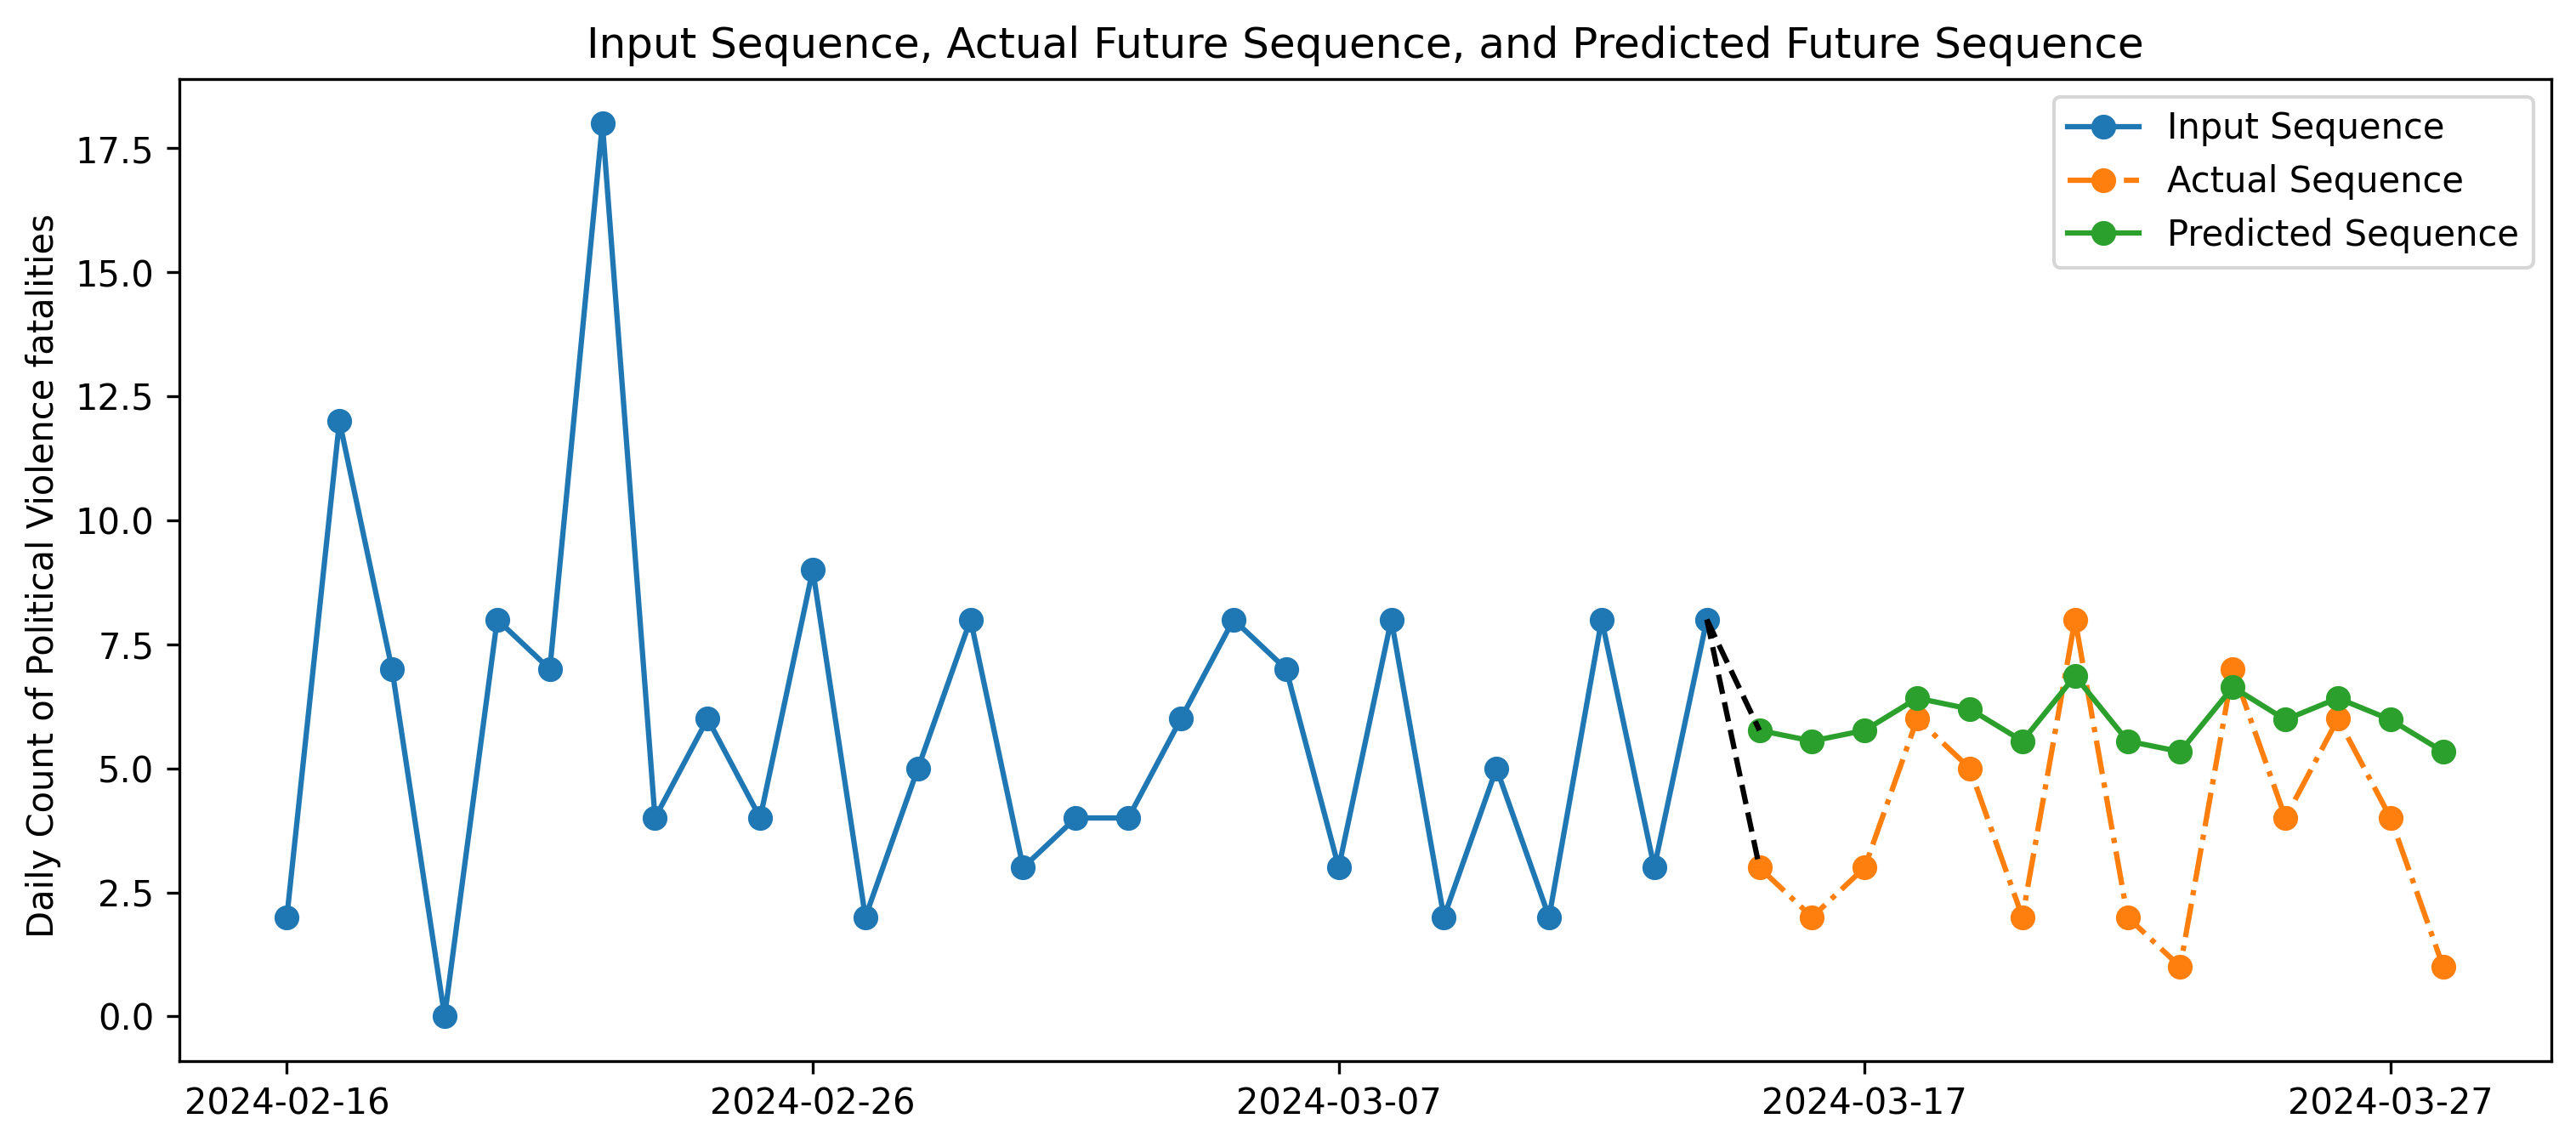 Input Sequence, Actual Future Sequence, and Predicted Future Sequence
Daily Count of Political Violence fatalities
17.5
15.0
12.5
10.0
7.5
5.0
2.5
0.0
Input Sequence
Actual Sequence
Predicted Sequence
2024-02-16
2024-02-26
2024-03-07
2024-03-17
2024-03-27